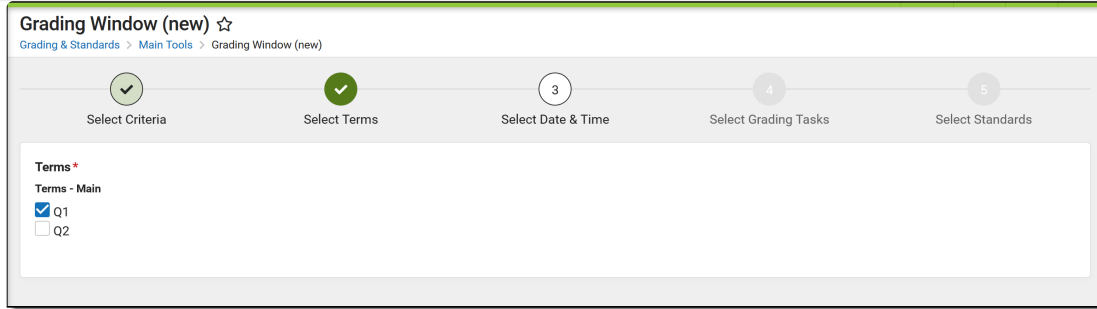 Grading Window (new)
Grading & Standards > Main Tools > Grading Window (new)
3 4 5
Select Criteria Select Terms Select Date & Time Select Grading Tasks Select Standards
Terms*
Terms - Main
Q1
Q2